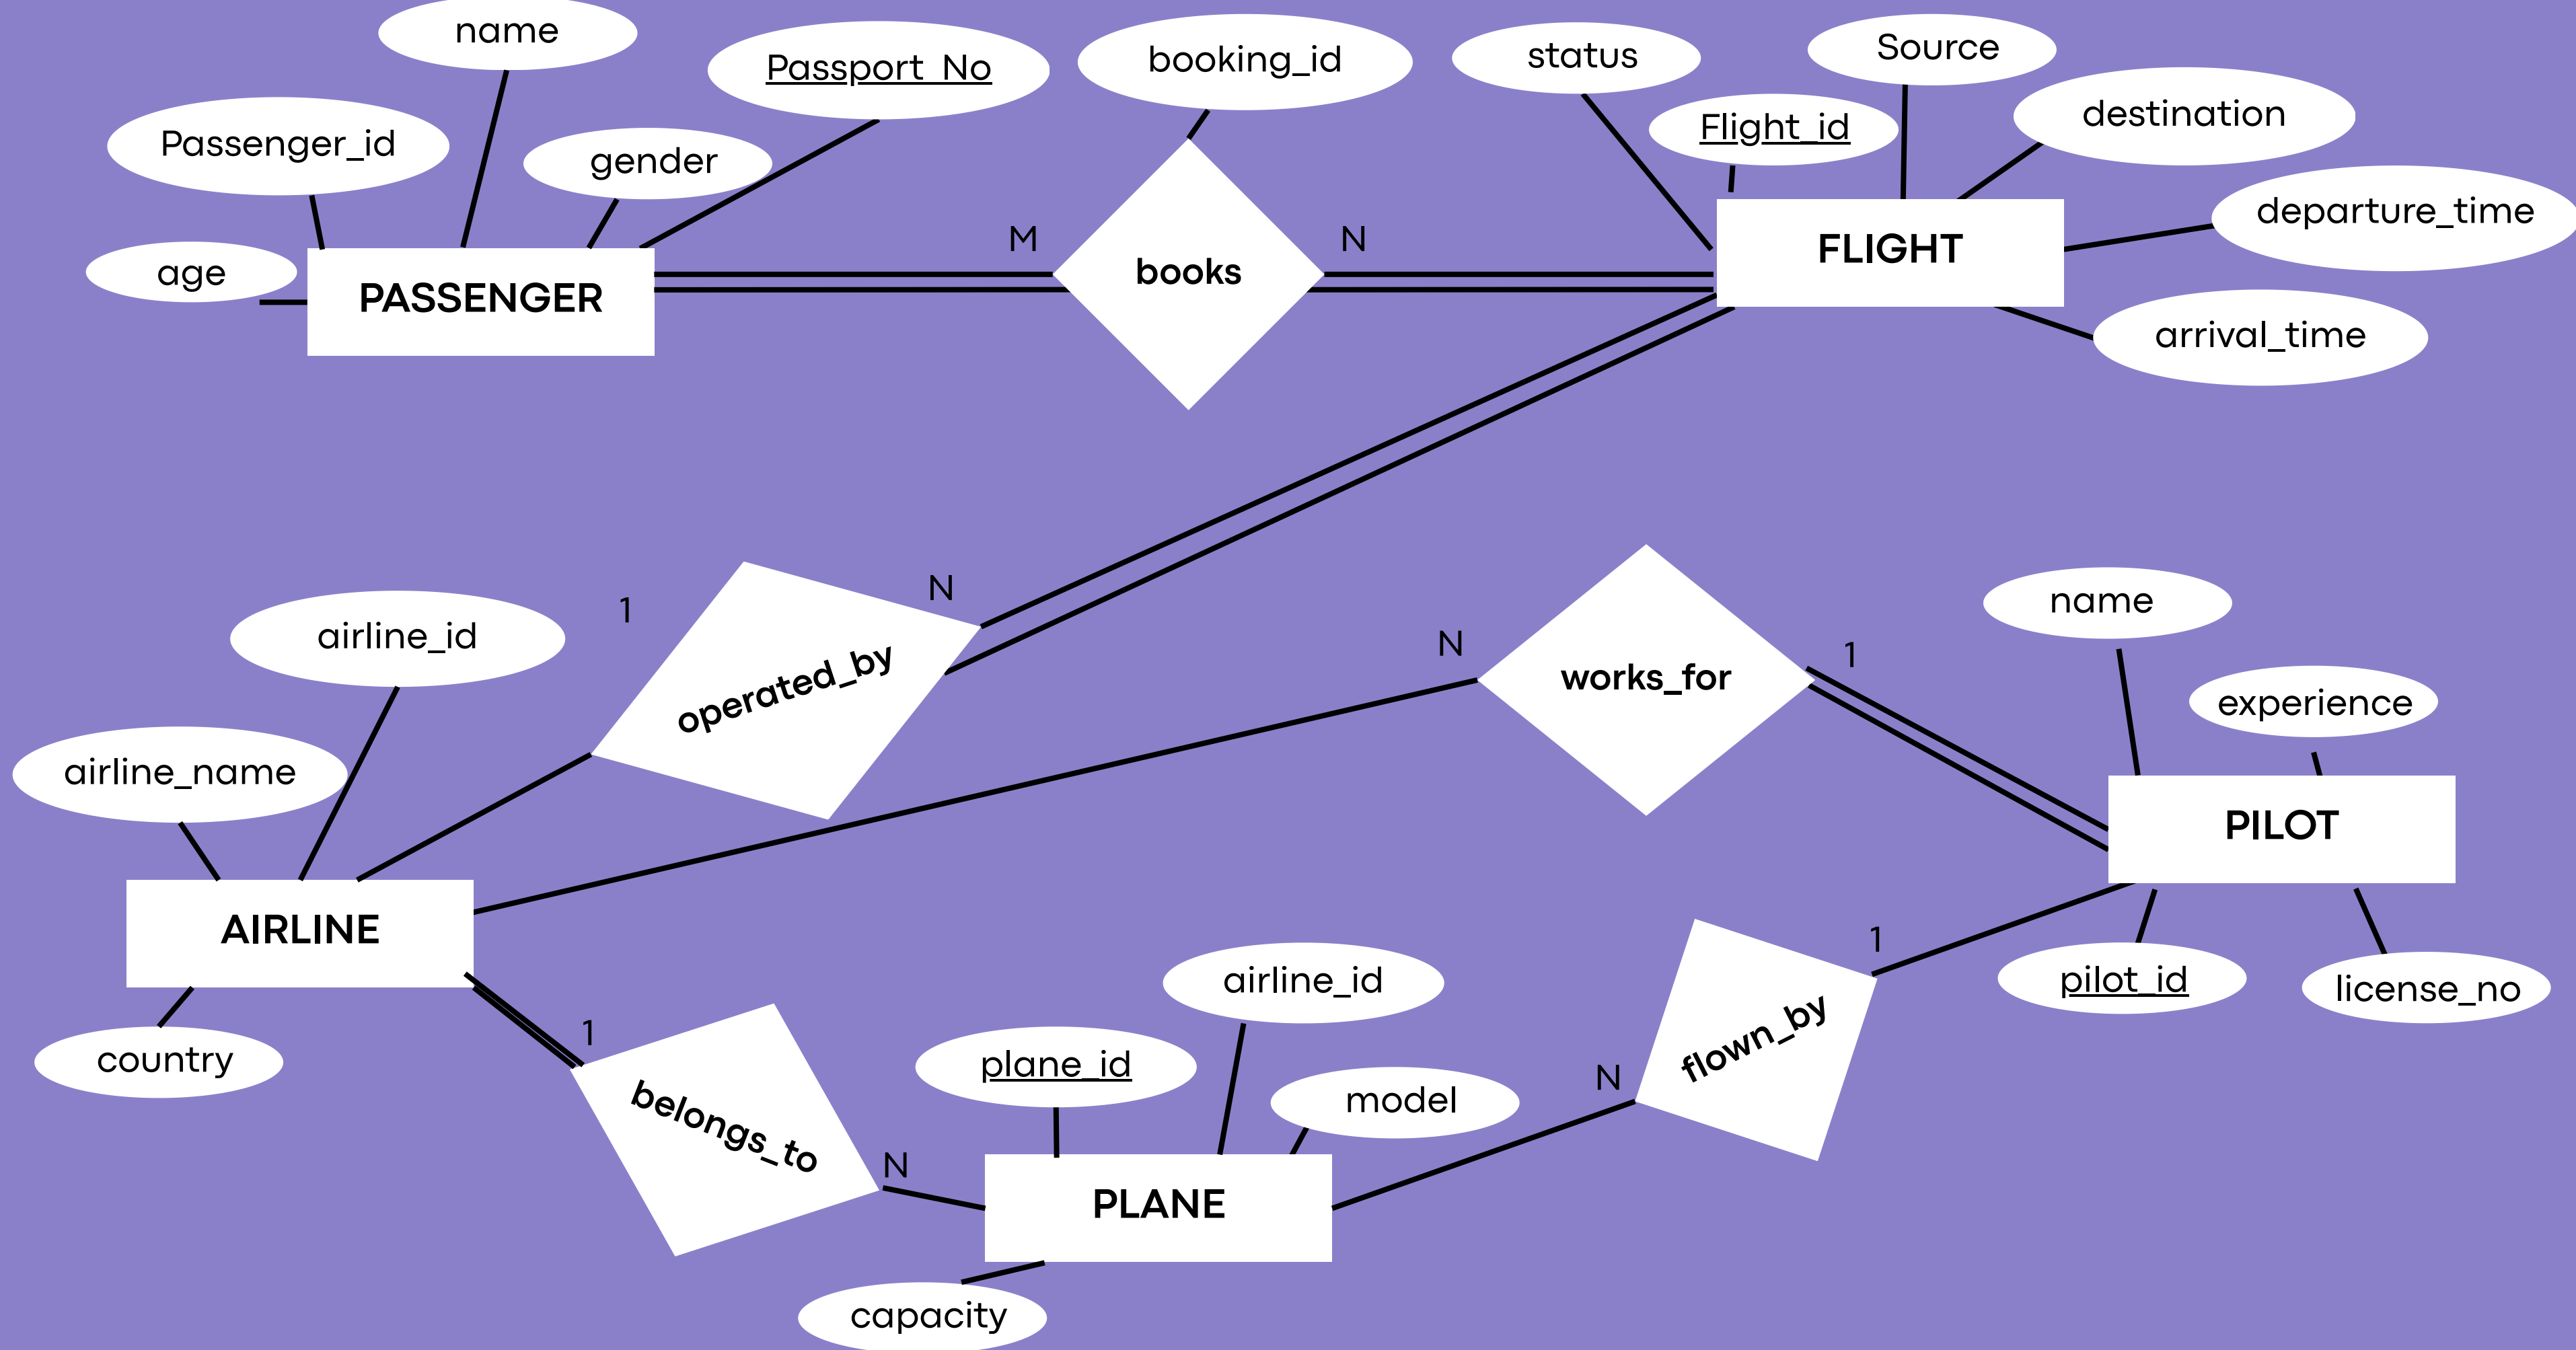 name
Passport_No
booking_id
status
Source
Passenger_id
gender
Flight_id
destination
departure_time
age
PASSENGER
M
books
N
FLIGHT
arrival_time
airline_id
1
N
operated_by
N
works_for
1
name
experience
airline_name
PILOT
AIRLINE
1
pilot_id
license_no
country
1
belongs_to
N
plane_id
airline_id
model
N
flown_by
PLANE
capacity